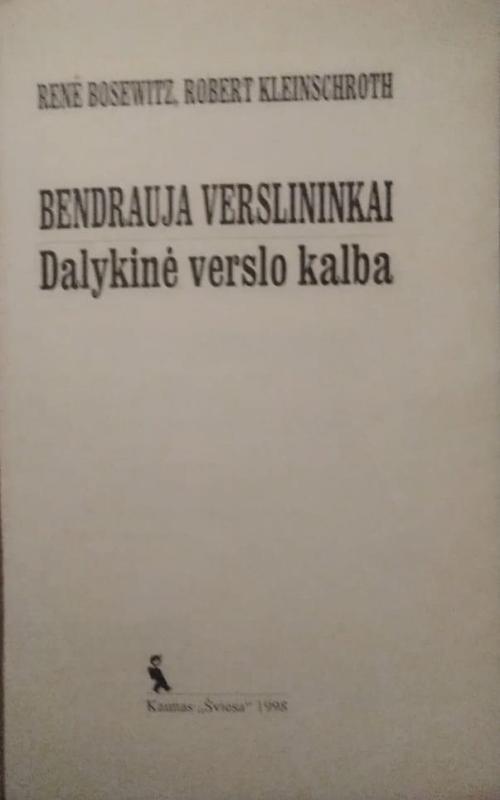 RENĖ BOSEWITZ, ROBERT KLEINSCHROTH
BENDRAUJA VERSLININKAI
Dalykinė verslo kalba
Kaunas „Šviesa“ 1998